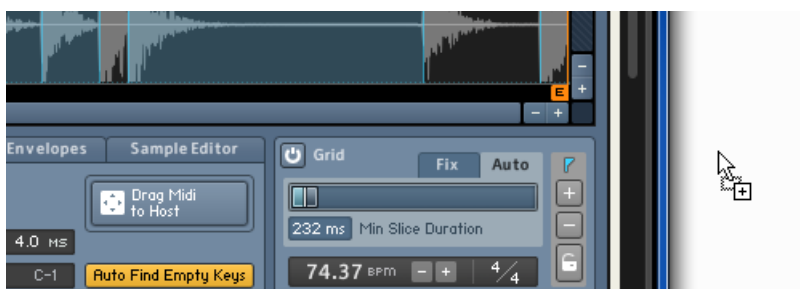 E
Envelopes
Sample Editor
Grid
Fix
Auto
Drag Midi
to Host
232 ms
Min Slice Duration
4.0 MS
74.37 BPM
4/4
C-1
Auto Find Empty Keys